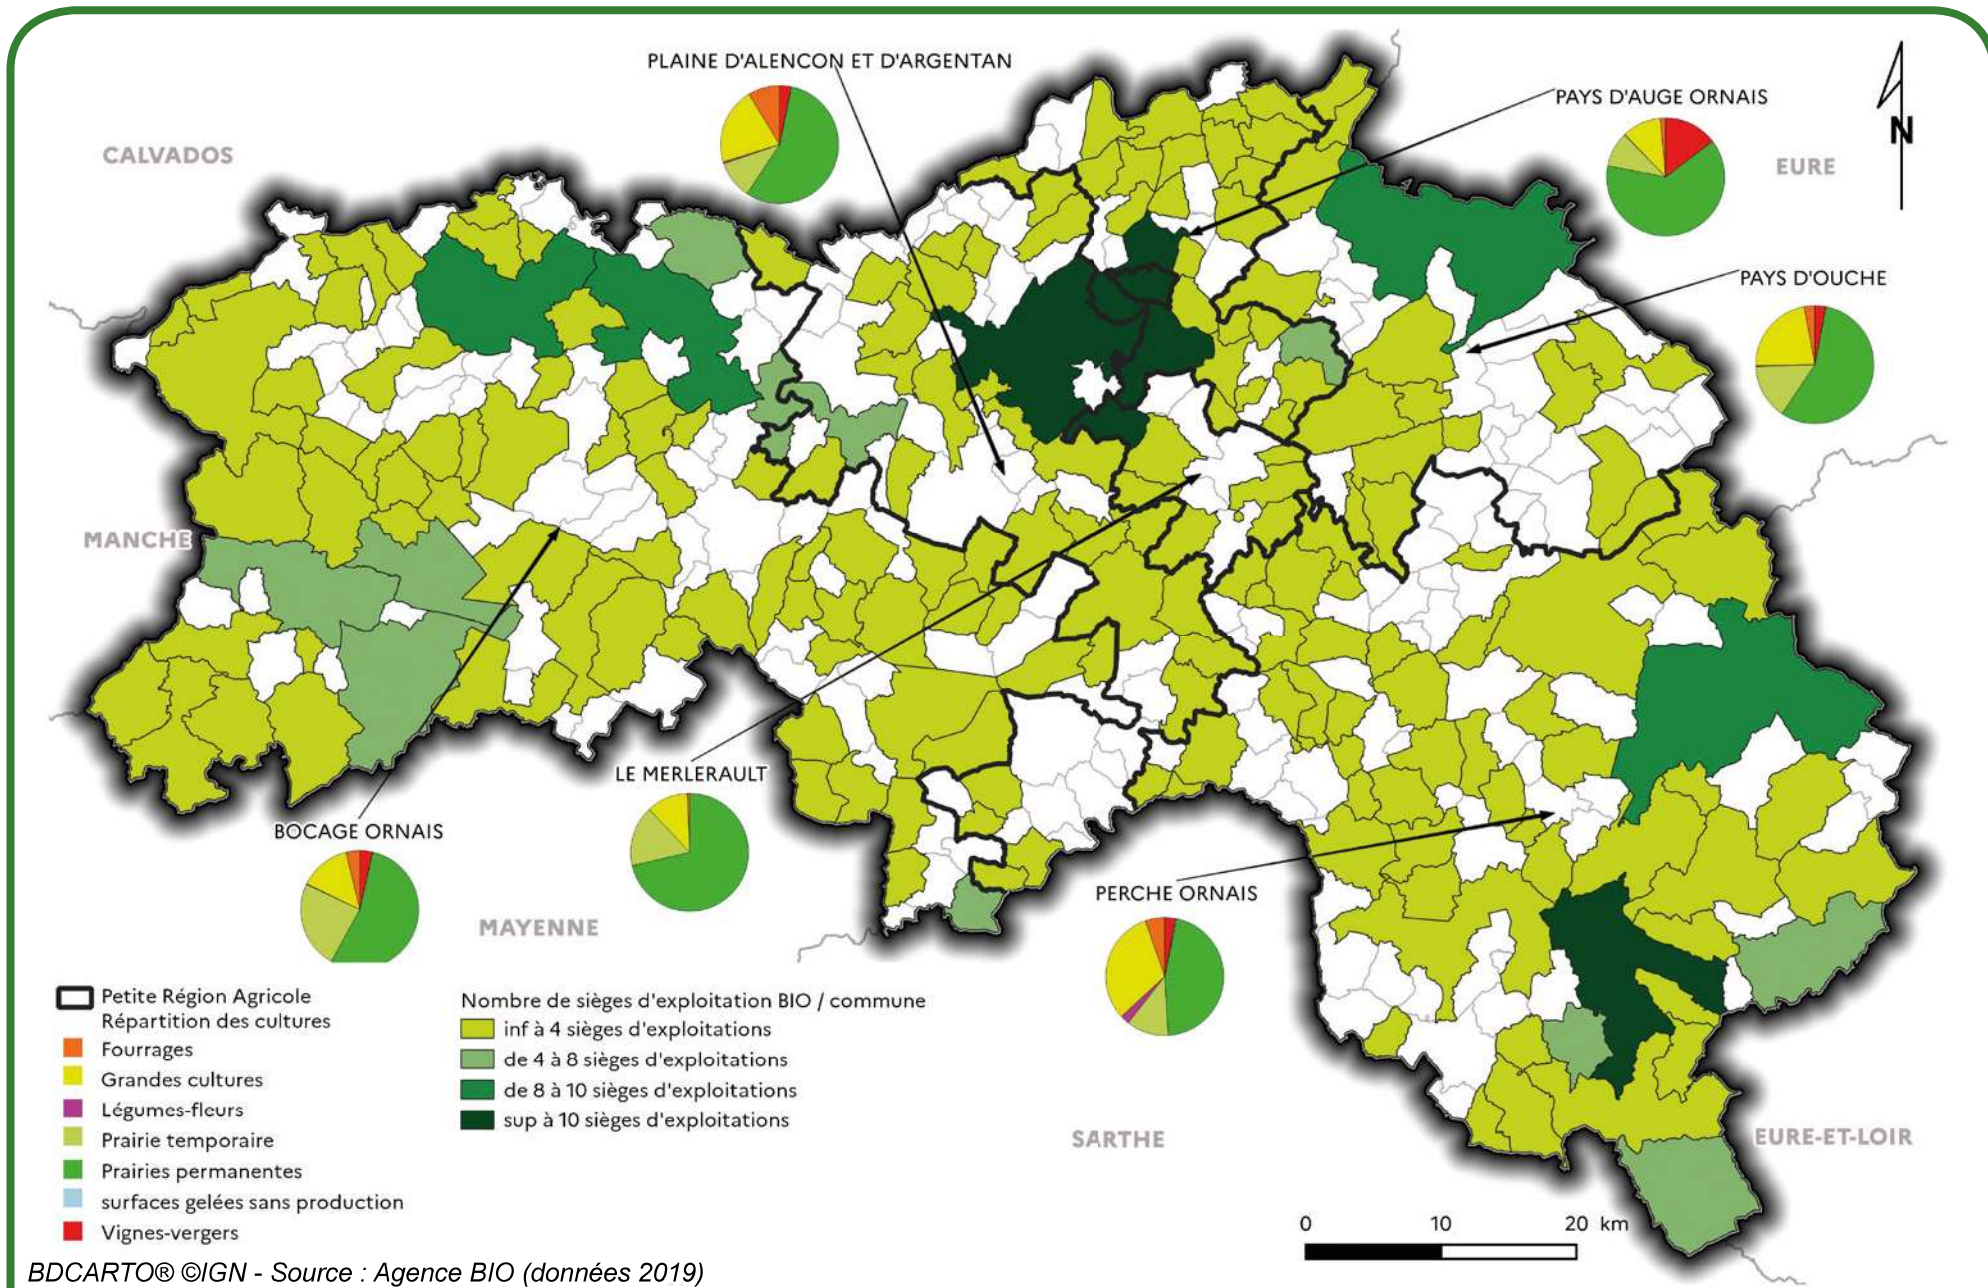 PLAINE D'ALENCON ET D'ARGENTAN
PAYS D'AUGE ORNAIS
N
CALVADOS
EURE
PAYS D'OUCHE
MANCHE
LE MERLERAULT
BOCAGE ORNAIS
PERCHE ORNAIS
MAYENNE
Petite Région Agricole
Répartition des cultures
Fourrages
Grandes cultures
Légumes-fleurs
Prairie temporaire
Prairies permanentes
surfaces gelées sans production
Vignes-vergers
Nombre de sièges d'exploitation BIO / commune
inf à 4 sièges d'exploitations
de 4 à 8 sièges d'exploitations
de 8 à 10 sièges d'exploitations
sup à 10 sièges d'exploitations
SARTHE
EURE-ET-LOIR
0 10 20 km
BDCARTO® ©IGN - Source : Agence BIO (données 2019)